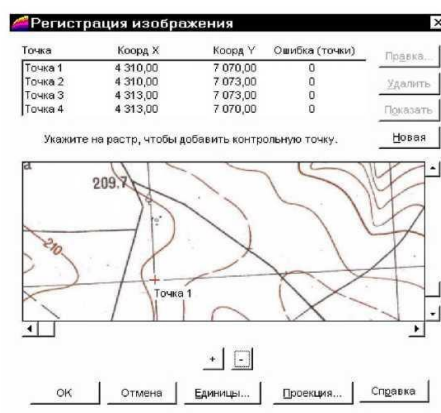 Регистрация изображения
Точка Коорд X Коорд Y Ошибка (точки)
Точка 1 4 310,00 7 070,00 0
Точка 2 4 310,00 7 073,00 0
Точка 3 4 313,00 7 073,00 0
Точка 4 4 313,00 7 070,00 0
Правка...
Удалить
Показать
Новая
Укажите на растр, чтобы добавить контрольную точку.
а
209.7
210
Точка 1
+ -
ОК Отмена Единицы... Проекция... Справка